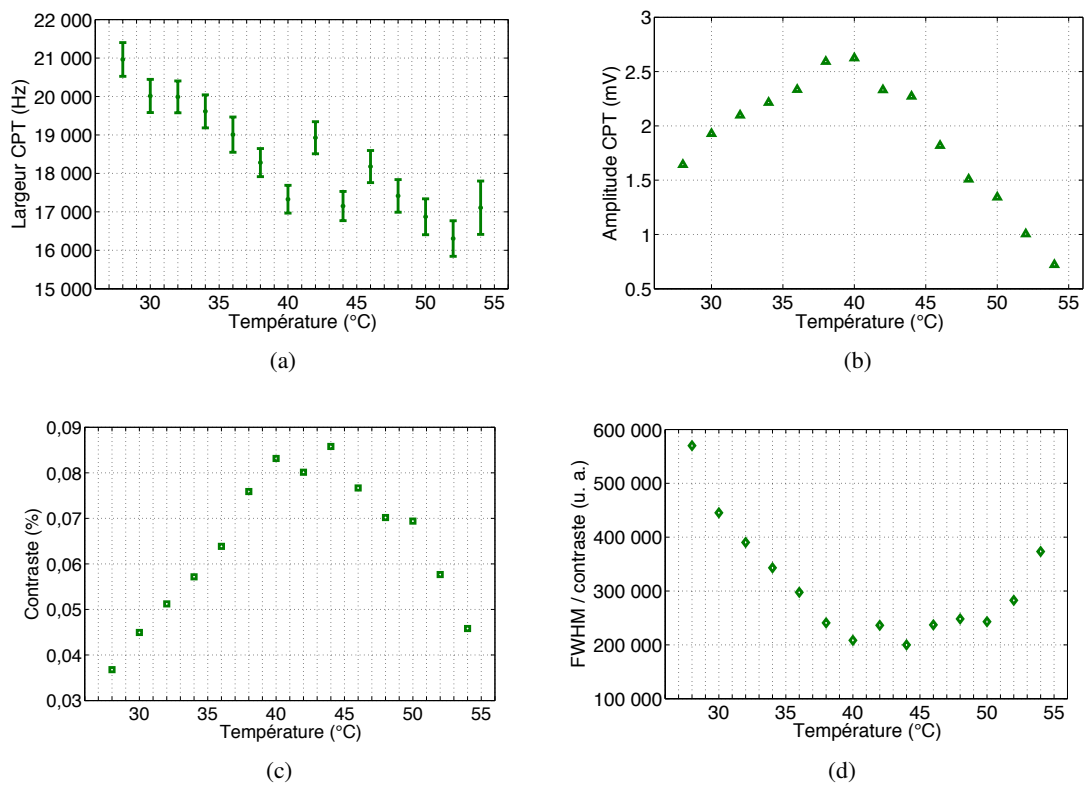 22 000
21 000
20 000
19 000
18 000
17 000
16 000
15 000
Largeur CPT (Hz)
30 35 40 45 50 55
Température (°C)
(a)
3
2.5
2
1.5
1
0.5
Amplitude CPT (mV)
30 35 40 45 50 55
Température (°C)
(b)
0,09
0,08
0,07
0,06
0,05
0,04
0,03
Contraste (%)
30 35 40 45 50 55
Température (°C)
(c)
600 000
500 000
400 000
300 000
200 000
100 000
FWHM / contraste (u. a.)
30 35 40 45 50 55
Température (°C)
(d)